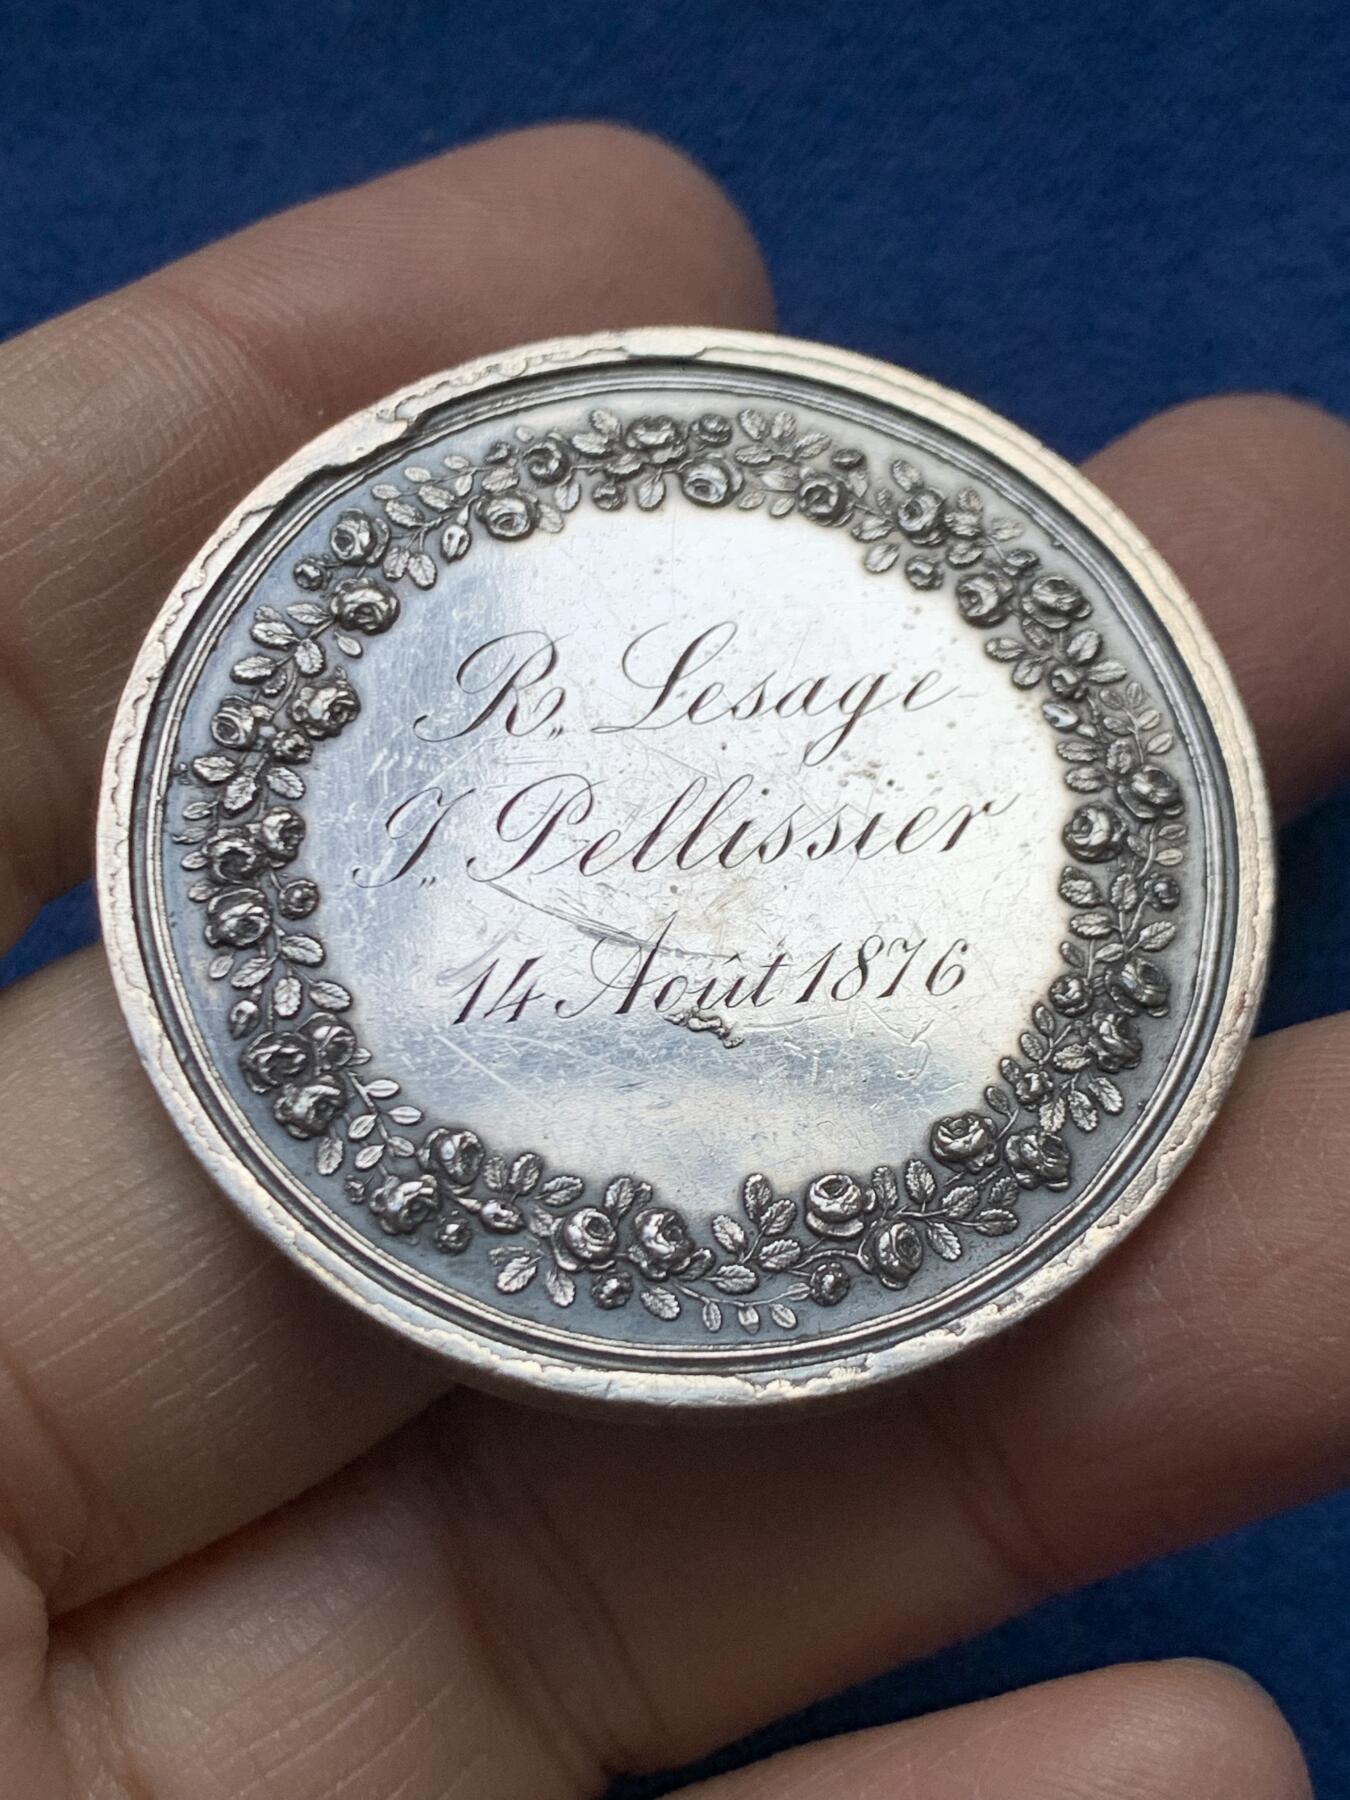 R,, Lesage
J,, Pellissier
14 Août 1876